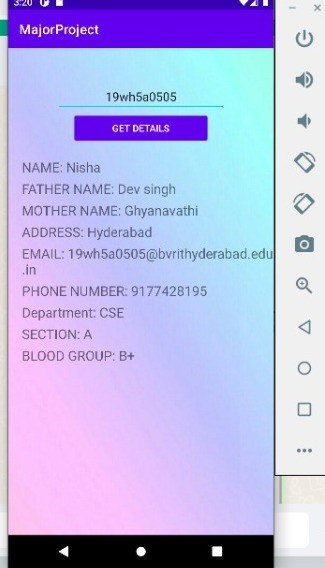 3:20
MajorProject
19wh5a0505
GET DETAILS
NAME: Nisha
FATHER NAME: Dev singh
MOTHER NAME: Ghyanavathi
ADDRESS: Hyderabad
EMAIL: 19wh5a0505@bvrithyderabad.edu
.in
PHONE NUMBER: 9177428195
Department: CSE
SECTION: A
BLOOD GROUP: B+